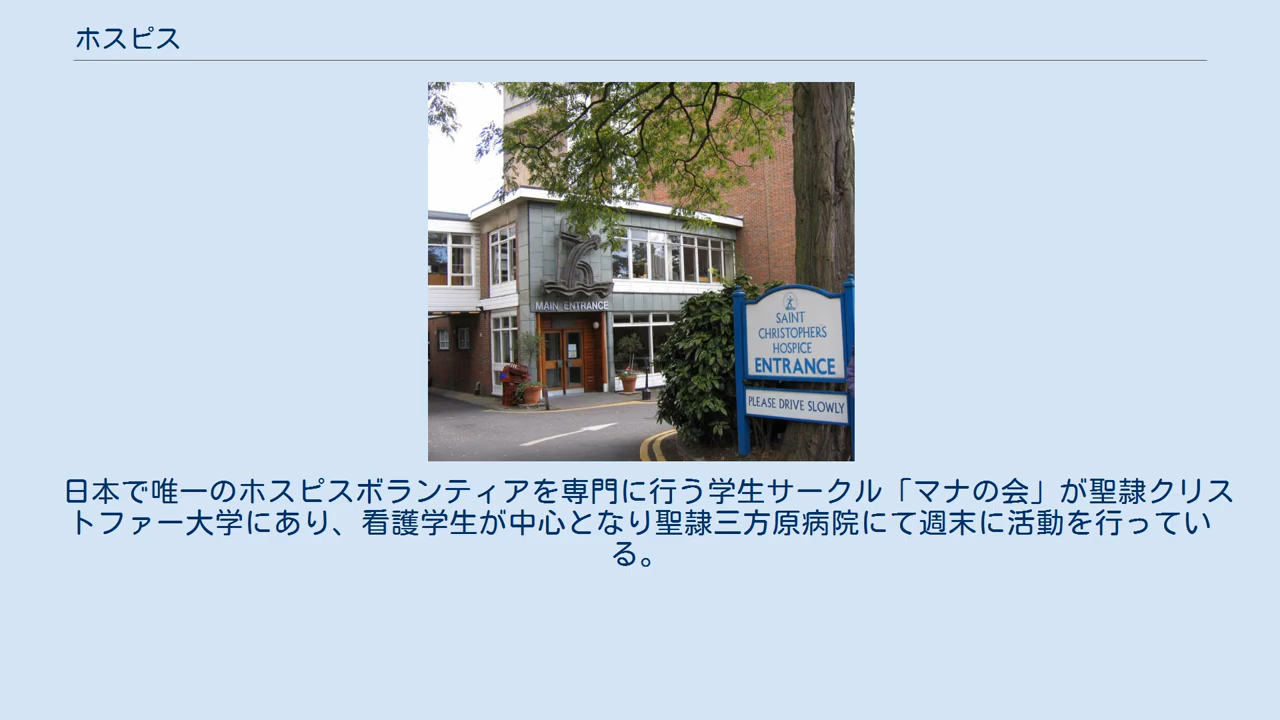 ホスピス
MAIN ENTRANCE
SAINT
CHRISTOPHERS
HOSPICE
ENTRANCE
PLEASE DRIVE SLOWLY
日本で唯一のホスピスボランティアを専門に行う学生サークル「マナの会」が聖隷クリス
トファー大学にあり、看護学生が中心となり聖隷三方原病院にて週末に活動を行ってい
る。